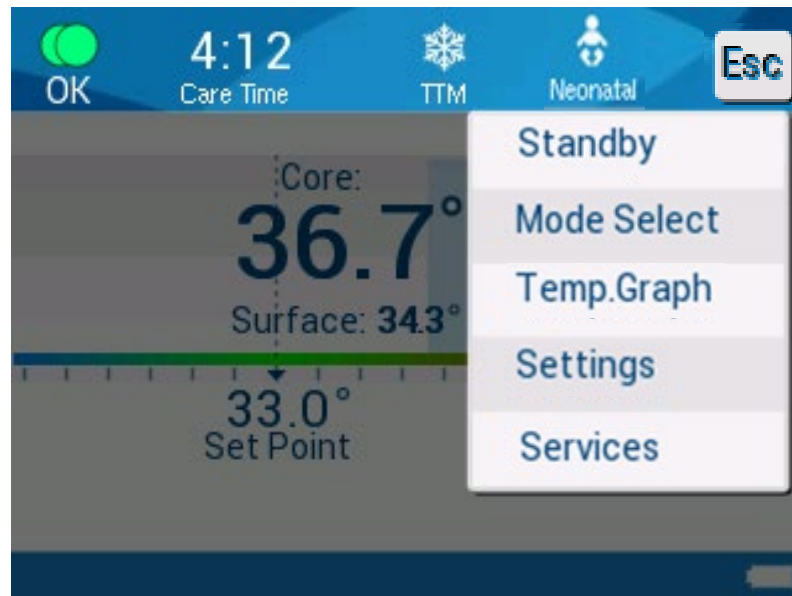 OK
4:12
Care Time
TTM
Neonatal
Esc
Core:
36.7°
Surface: 34.3°
33.0°
Set Point
Standby
Mode Select
Temp.Graph
Settings
Services